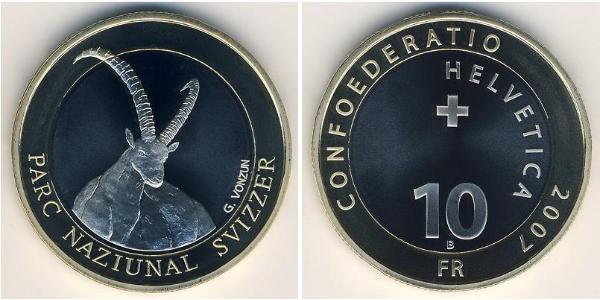 PARC NAZIUNAL SVIZZER
G. VONZUN
CONFOEDERATIO
HELVETICA
2007
10
B
FR